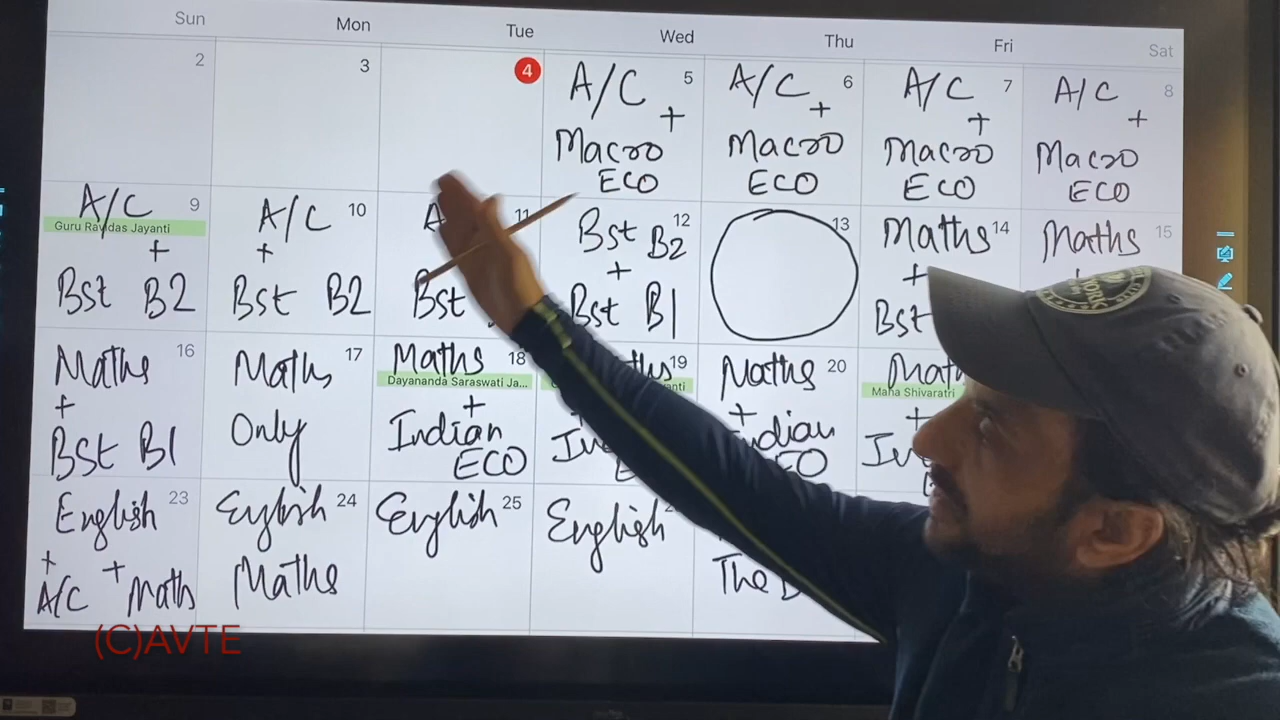 Sun Mon Tue Wed Thu Fri Sat
2 3 4 5 6 7 8
A/C + Macro ECO
A/C + Macro ECO
A/C + Macro ECO
A/C + Macro ECO
9 10 11 12 13 14 15
A/C
Guru Ravidas Jayanti
+
Bst B2
A/C
+
Bst B2
A
Bst
Bst B2
+
Bst B1
Maths
+
Bst
Maths
16 17 18 19 20
Maths
+
Bst B1
Maths
Only
Maths
Dayananda Saraswati Ja...
+
Indian
ECO
Maths
+
Indian
Maha Shivaratri
+
23 24 25
English
+
A/C + Math
English
Maths
English
English
The
(C)AVTE